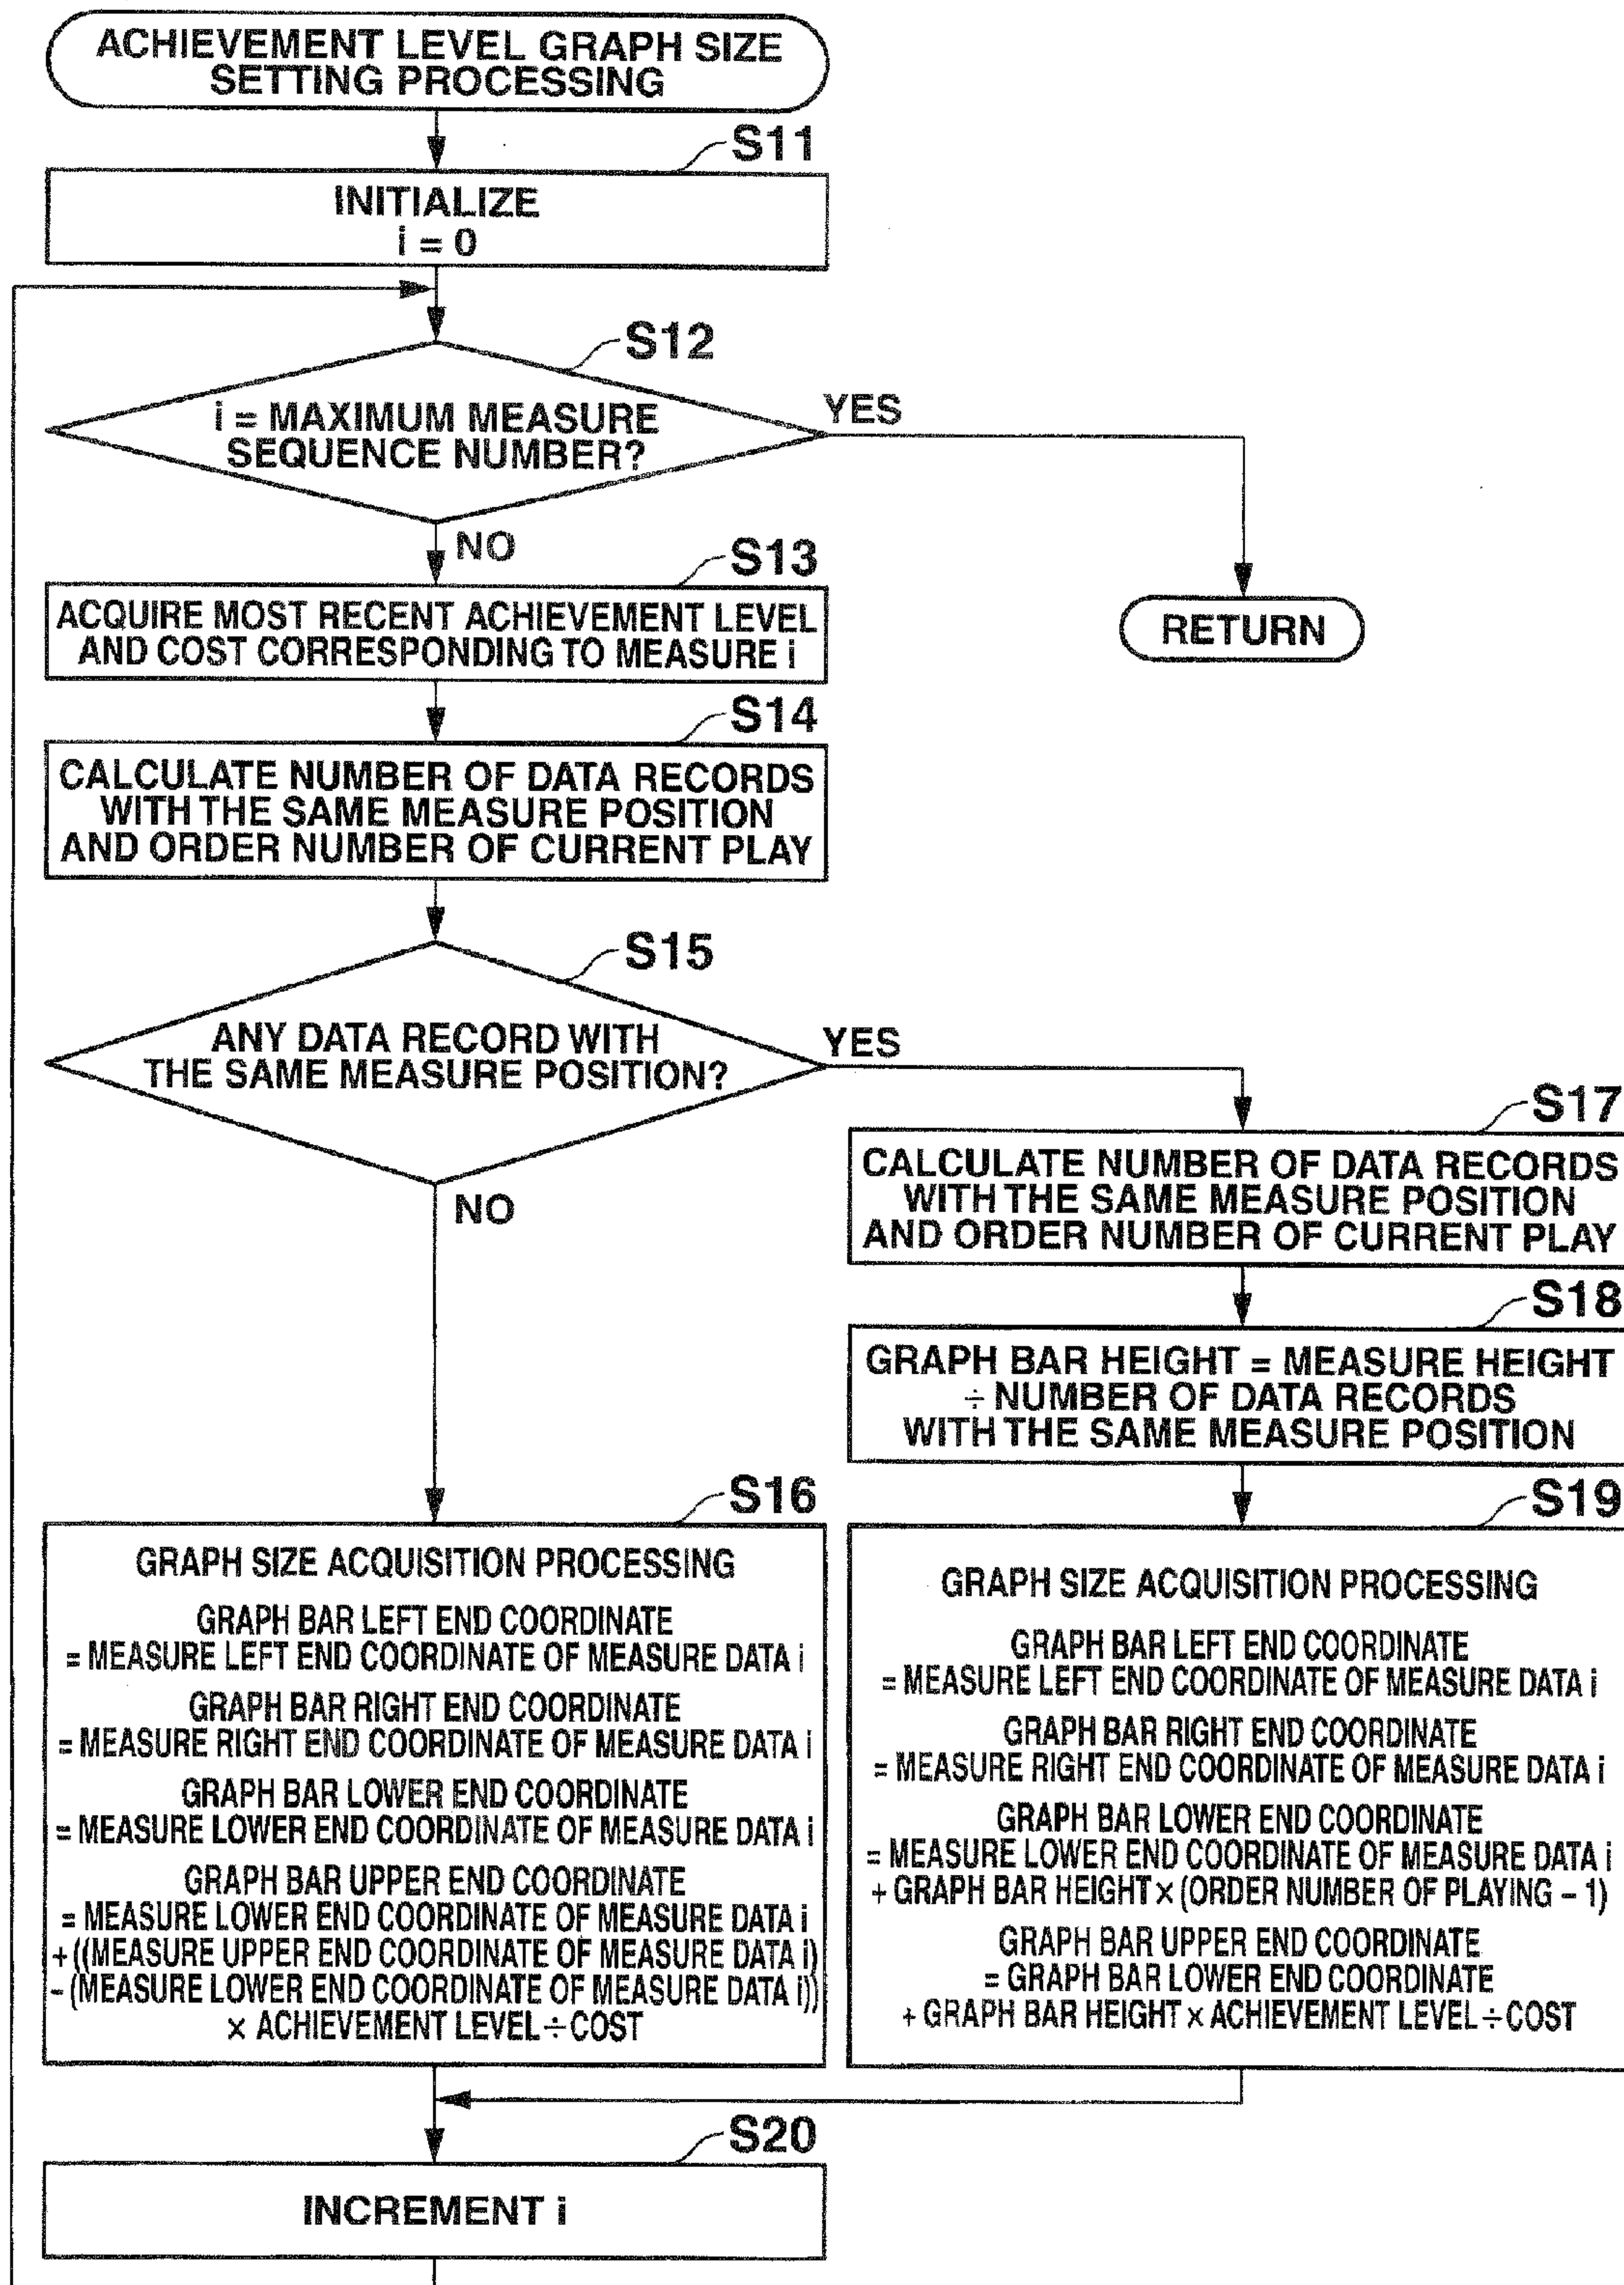 ACHIEVEMENT LEVEL GRAPH SIZE
SETTING PROCESSING
S11
INITIALIZE
i = 0
S12
i = MAXIMUM MEASURE
SEQUENCE NUMBER?
YES
NO
RETURN
S13
ACQUIRE MOST RECENT ACHIEVEMENT LEVEL
AND COST CORRESPONDING TO MEASURE i
S14
CALCULATE NUMBER OF DATA RECORDS
WITH THE SAME MEASURE POSITION
AND ORDER NUMBER OF CURRENT PLAY
S15
ANY DATA RECORD WITH
THE SAME MEASURE POSITION?
YES
NO
S17
CALCULATE NUMBER OF DATA RECORDS
WITH THE SAME MEASURE POSITION
AND ORDER NUMBER OF CURRENT PLAY
S18
GRAPH BAR HEIGHT = MEASURE HEIGHT
÷ NUMBER OF DATA RECORDS
WITH THE SAME MEASURE POSITION
S16
GRAPH SIZE ACQUISITION PROCESSING
GRAPH BAR LEFT END COORDINATE
= MEASURE LEFT END COORDINATE OF MEASURE DATA i
GRAPH BAR RIGHT END COORDINATE
= MEASURE RIGHT END COORDINATE OF MEASURE DATA i
GRAPH BAR LOWER END COORDINATE
= MEASURE LOWER END COORDINATE OF MEASURE DATA i
GRAPH BAR UPPER END COORDINATE
= MEASURE LOWER END COORDINATE OF MEASURE DATA i
+ ((MEASURE UPPER END COORDINATE OF MEASURE DATA i)
− (MEASURE LOWER END COORDINATE OF MEASURE DATA i))
× ACHIEVEMENT LEVEL ÷ COST
S19
GRAPH SIZE ACQUISITION PROCESSING
GRAPH BAR LEFT END COORDINATE
= MEASURE LEFT END COORDINATE OF MEASURE DATA i
GRAPH BAR RIGHT END COORDINATE
= MEASURE RIGHT END COORDINATE OF MEASURE DATA i
GRAPH BAR LOWER END COORDINATE
= MEASURE LOWER END COORDINATE OF MEASURE DATA i
+ GRAPH BAR HEIGHT × (ORDER NUMBER OF PLAYING − 1)
GRAPH BAR UPPER END COORDINATE
= GRAPH BAR LOWER END COORDINATE
+ GRAPH BAR HEIGHT × ACHIEVEMENT LEVEL ÷ COST
S20
INCREMENT i